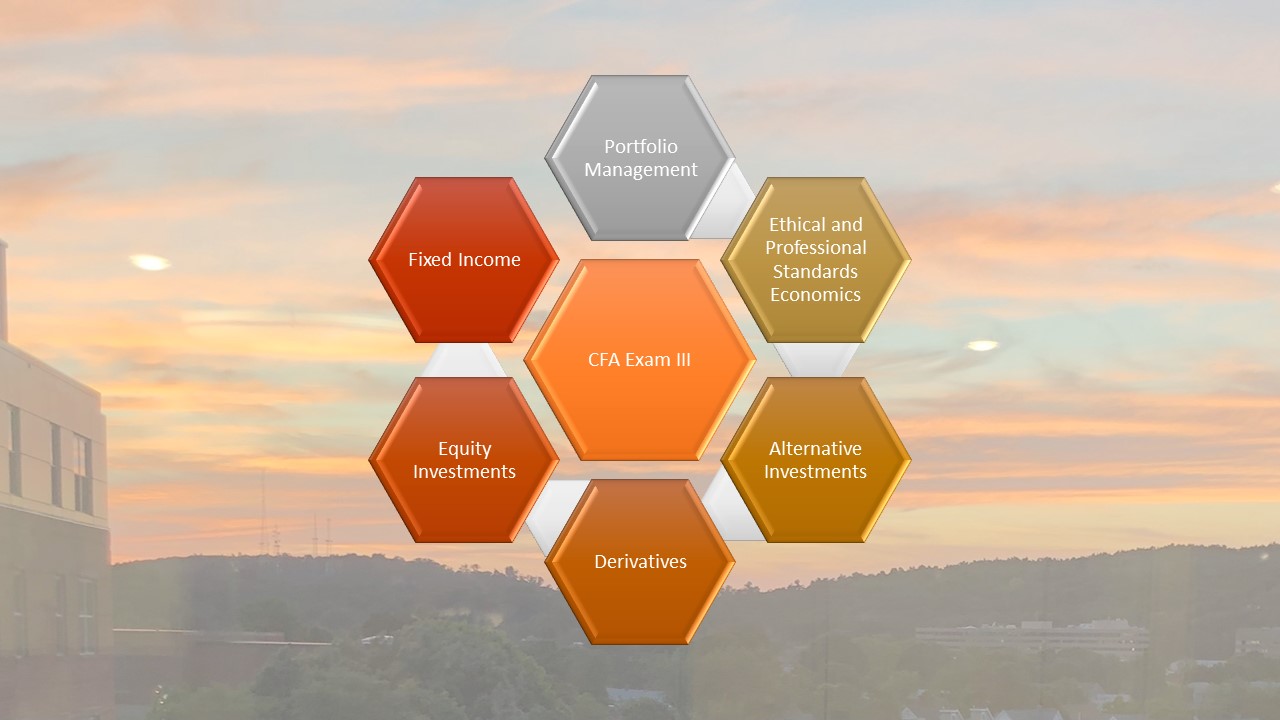 Portfolio
Management
Ethical and
Professional
Standards
Economics
Fixed Income
CFA Exam III
Equity
Investments
Alternative
Investments
Derivatives